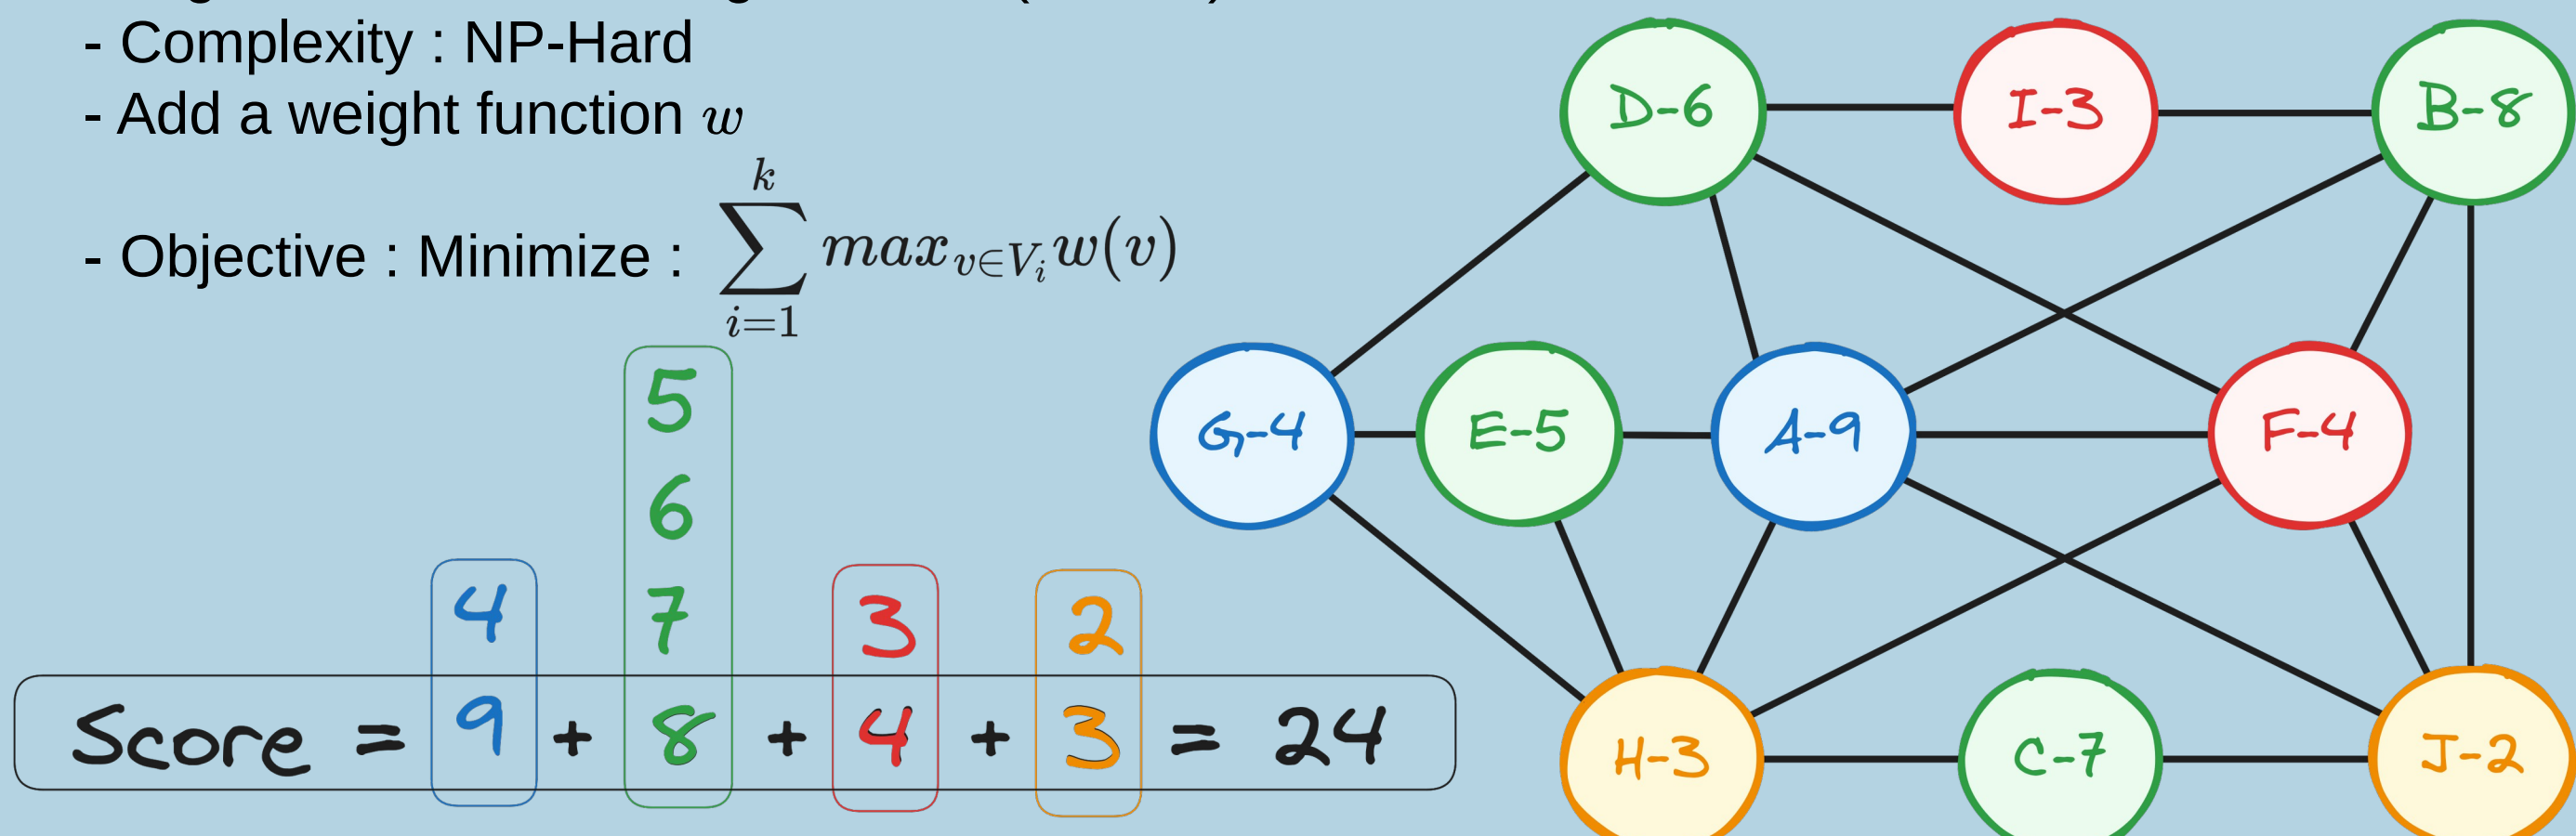 - Complexity : NP-Hard
- Add a weight function w
- Objective : Minimize : \sum_{i=1}^{k} max_{v∈V_i} w(v)
D-6
I-3
B-8
G-4
E-5
A-9
F-4
H-3
C-7
J-2
5
6
7
4
3
2
Score = 9 + 8 + 4 + 3 = 24